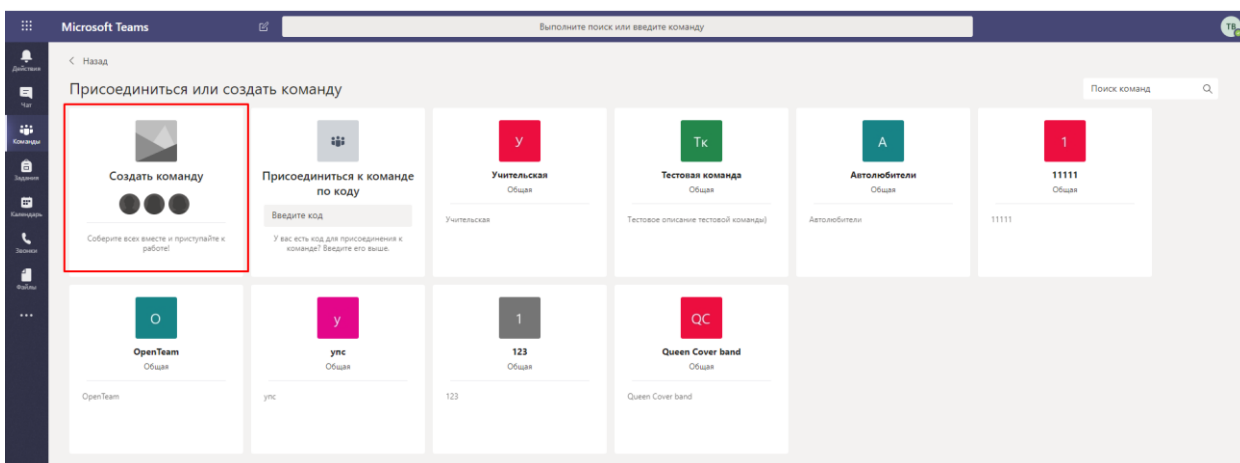 Microsoft Teams
Выполните поиск или введите команду
ТВ
Действия
Чат
Команды
Задания
Календарь
Звонки
Файлы
Назад
Присоединиться или создать команду
Поиск команд
Создать команду
Соберите всех вместе и приступайте к
работе!
Присоединиться к команде
по коду
Введите код
У вас есть код для присоединения к
команде? Введите его выше.
У
Учительская
Общая
Учительская
Тк
Тестовая команда
Общая
Тестовое описание тестовой команды)
А
Автолюбители
Общая
Автолюбители
1
11111
Общая
11111
O
OpenTeam
Общая
OpenTeam
у
упс
Общая
упс
1
123
Общая
123
QC
Queen Cover band
Общая
Queen Cover band